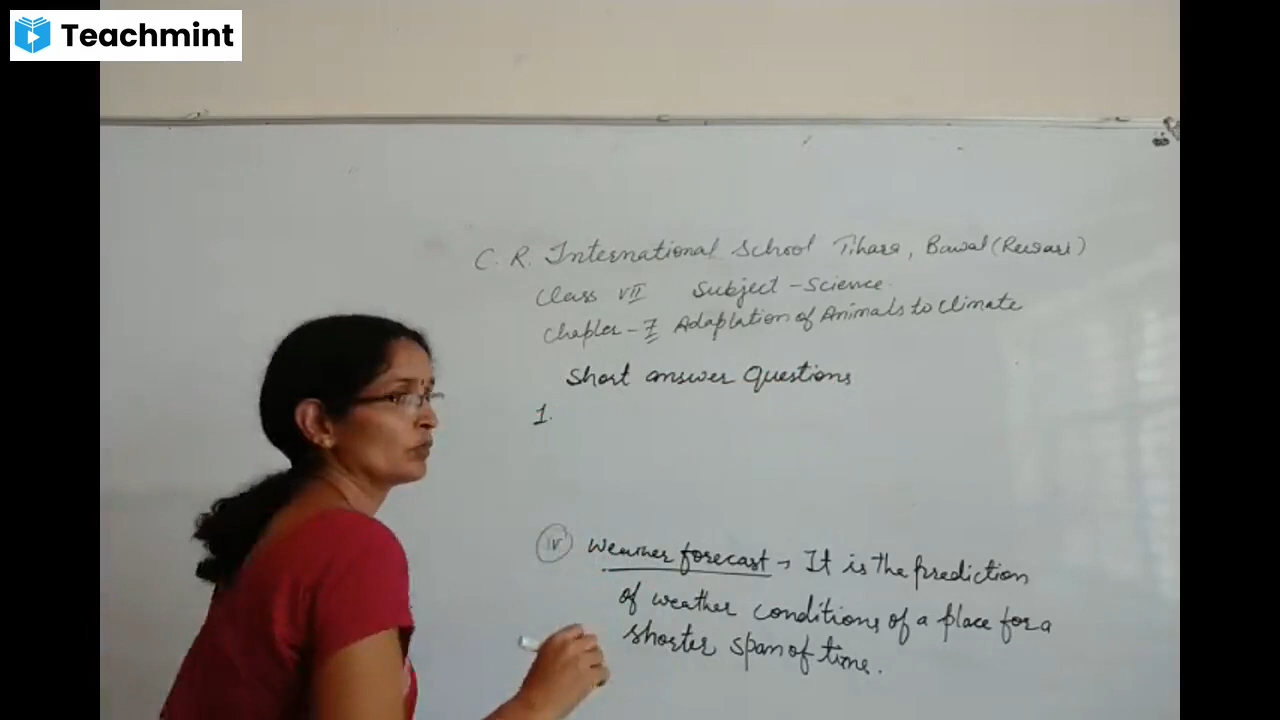 Teachmint
C. R. International School Tihara, Bawal (Rewari)
Class VII Subject - Science
Chapter - 7 Adaptation of Animals to Climate
Short answer Questions
1.
iv Weather forecast → It is the prediction
of weather conditions of a place for a
shorter span of time.